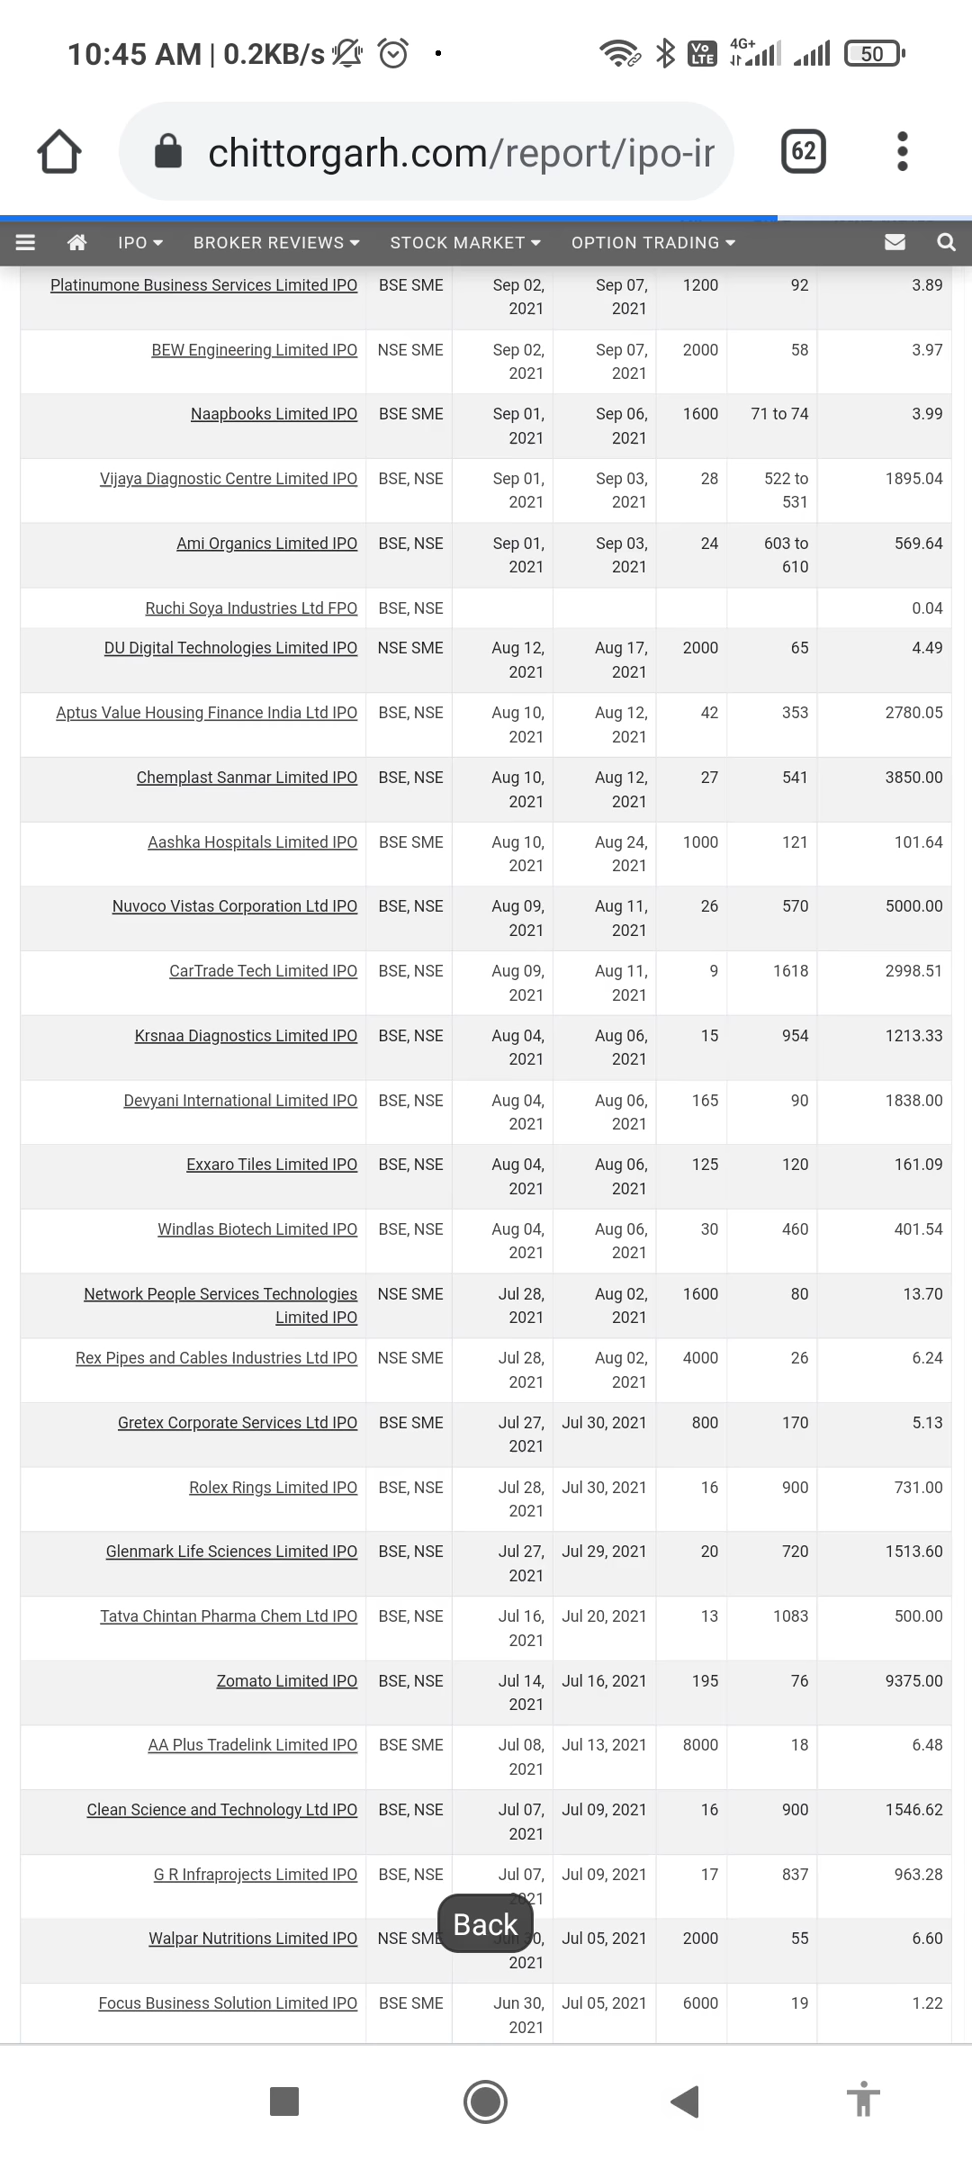 10:45 AM | 0.2KB/s
Vo LTE 4G+ 50
chittorgarh.com/report/ipo-ir 62
IPO BROKER REVIEWS STOCK MARKET OPTION TRADING
Platinumone Business Services Limited IPO BSE SME Sep 02, Sep 07, 1200 92 3.89
2021 2021
BEW Engineering Limited IPO NSE SME Sep 02, Sep 07, 2000 58 3.97
2021 2021
Naapbooks Limited IPO BSE SME Sep 01, Sep 06, 1600 71 to 74 3.99
2021 2021
Vijaya Diagnostic Centre Limited IPO BSE, NSE Sep 01, Sep 03, 28 522 to 1895.04
2021 2021 531
Ami Organics Limited IPO BSE, NSE Sep 01, Sep 03, 24 603 to 569.64
2021 2021 610
Ruchi Soya Industries Ltd FPO BSE, NSE 0.04
DU Digital Technologies Limited IPO NSE SME Aug 12, Aug 17, 2000 65 4.49
2021 2021
Aptus Value Housing Finance India Ltd IPO BSE, NSE Aug 10, Aug 12, 42 353 2780.05
2021 2021
Chemplast Sanmar Limited IPO BSE, NSE Aug 10, Aug 12, 27 541 3850.00
2021 2021
Aashka Hospitals Limited IPO BSE SME Aug 10, Aug 24, 1000 121 101.64
2021 2021
Nuvoco Vistas Corporation Ltd IPO BSE, NSE Aug 09, Aug 11, 26 570 5000.00
2021 2021
CarTrade Tech Limited IPO BSE, NSE Aug 09, Aug 11, 9 1618 2998.51
2021 2021
Krsnaa Diagnostics Limited IPO BSE, NSE Aug 04, Aug 06, 15 954 1213.33
2021 2021
Devyani International Limited IPO BSE, NSE Aug 04, Aug 06, 165 90 1838.00
2021 2021
Exxaro Tiles Limited IPO BSE, NSE Aug 04, Aug 06, 125 120 161.09
2021 2021
Windlas Biotech Limited IPO BSE, NSE Aug 04, Aug 06, 30 460 401.54
2021 2021
Network People Services Technologies NSE SME Jul 28, Aug 02, 1600 80 13.70
Limited IPO 2021 2021
Rex Pipes and Cables Industries Ltd IPO NSE SME Jul 28, Aug 02, 4000 26 6.24
2021 2021
Gretex Corporate Services Ltd IPO BSE SME Jul 27, Jul 30, 2021 800 170 5.13
2021
Rolex Rings Limited IPO BSE, NSE Jul 28, Jul 30, 2021 16 900 731.00
2021
Glenmark Life Sciences Limited IPO BSE, NSE Jul 27, Jul 29, 2021 20 720 1513.60
2021
Tatva Chintan Pharma Chem Ltd IPO BSE, NSE Jul 16, Jul 20, 2021 13 1083 500.00
2021
Zomato Limited IPO BSE, NSE Jul 14, Jul 16, 2021 195 76 9375.00
2021
AA Plus Tradelink Limited IPO BSE SME Jul 08, Jul 13, 2021 8000 18 6.48
2021
Clean Science and Technology Ltd IPO BSE, NSE Jul 07, Jul 09, 2021 16 900 1546.62
2021
G R Infraprojects Limited IPO BSE, NSE Jul 07, Jul 09, 2021 17 837 963.28
2021
Back
Walpar Nutritions Limited IPO NSE SME Jun 30, Jul 05, 2021 2000 55 6.60
2021
Focus Business Solution Limited IPO BSE SME Jun 30, Jul 05, 2021 6000 19 1.22
2021